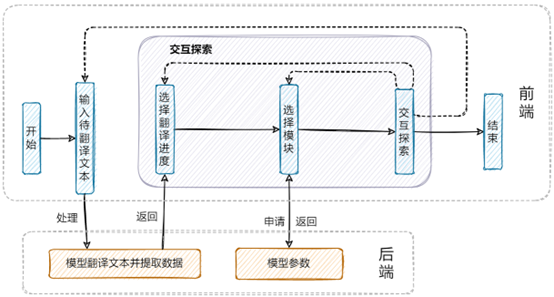 交互探索
前端
开始
输入待翻译文本
选择翻译进度
选择模块
交互探索
结束
处理
返回
申请
返回
模型翻译文本并提取数据
模型参数
后端